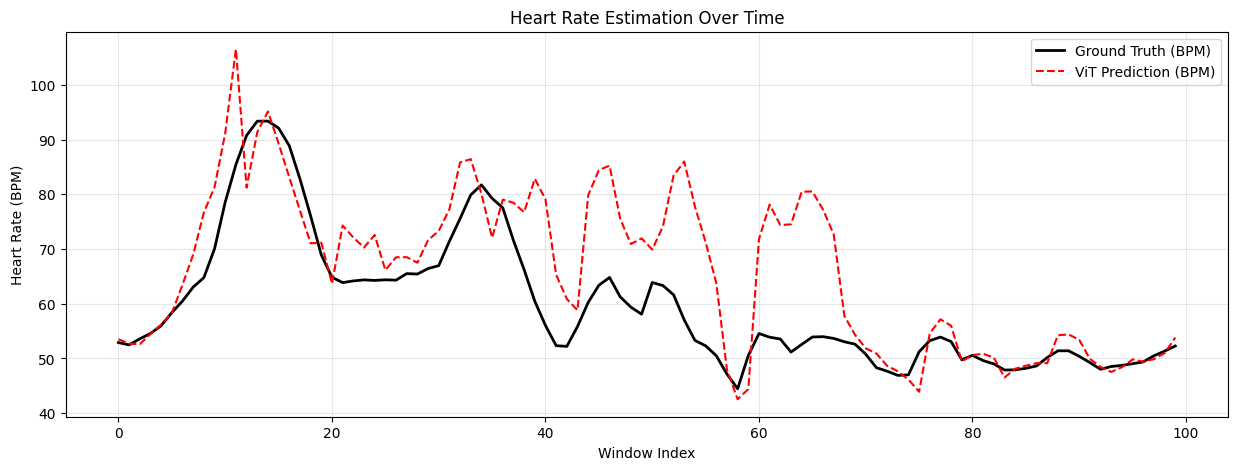 Heart Rate Estimation Over Time
Ground Truth (BPM)
ViT Prediction (BPM)
Heart Rate (BPM)
100
90
80
70
60
50
40
0
20
40
60
80
100
Window Index